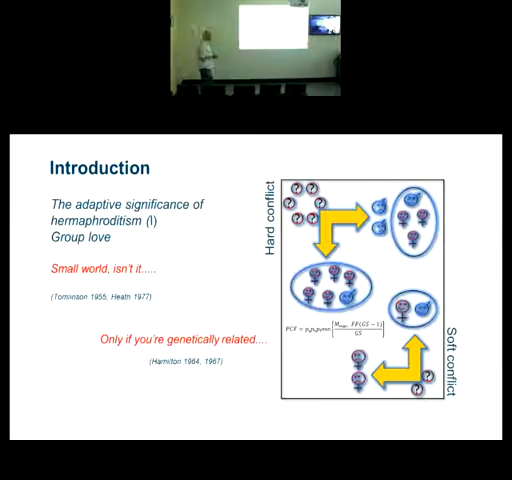 Introduction
The adaptive significance of
hermaphroditism (I)
Group love
Small world, isn't it.....
(Tomlinson 1955; Heath 1977)
Only if you're genetically related....
(Hamilton 1964, 1967)
Hard conflict
? ? ? ? ? ?
Soft conflict
? ?